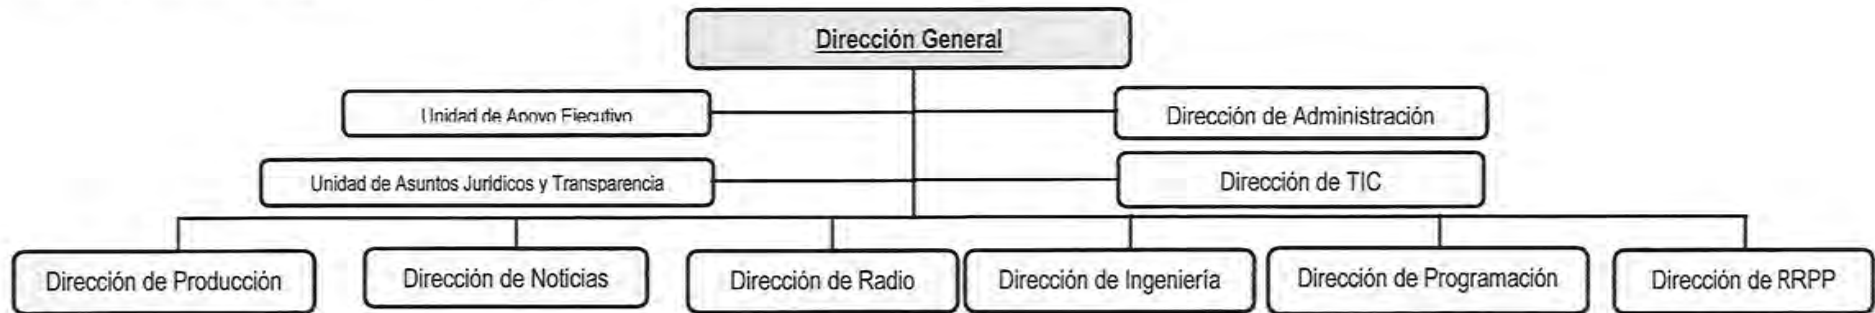 Dirección General
Unidad de Apoyo Ejecutivo
Dirección de Administración
Unidad de Asuntos Jurídicos y Transparencia
Dirección de TIC
Dirección de Producción
Dirección de Noticias
Dirección de Radio
Dirección de Ingeniería
Dirección de Programación
Dirección de RRPP